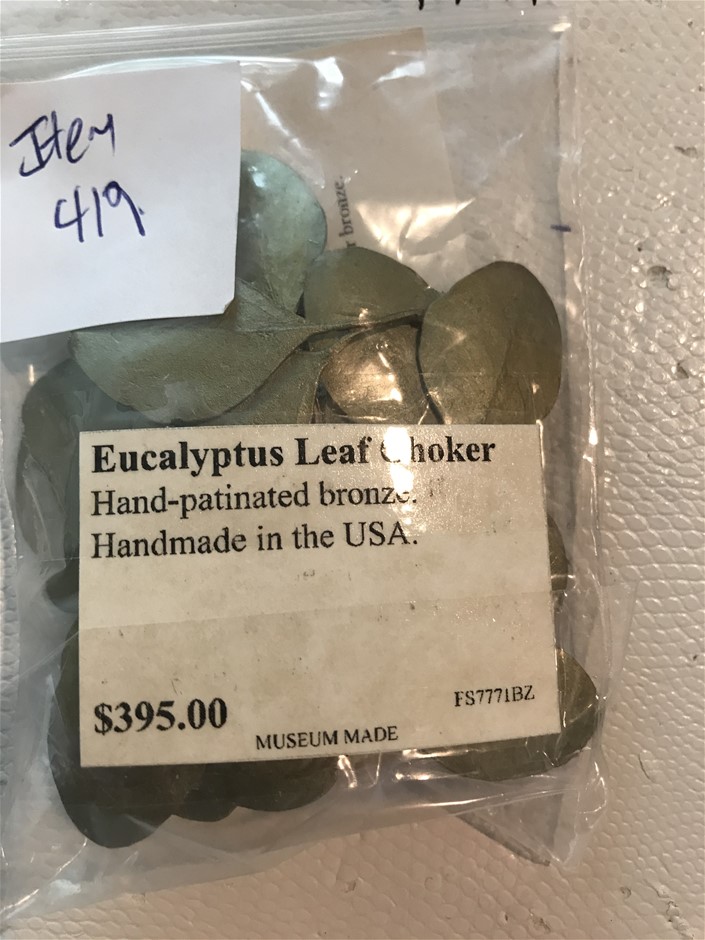 Item
419.
r bronze.
Eucalyptus Leaf Choker
Hand-patinated bronze.
Handmade in the USA.
$395.00
FS7771BZ
MUSEUM MADE